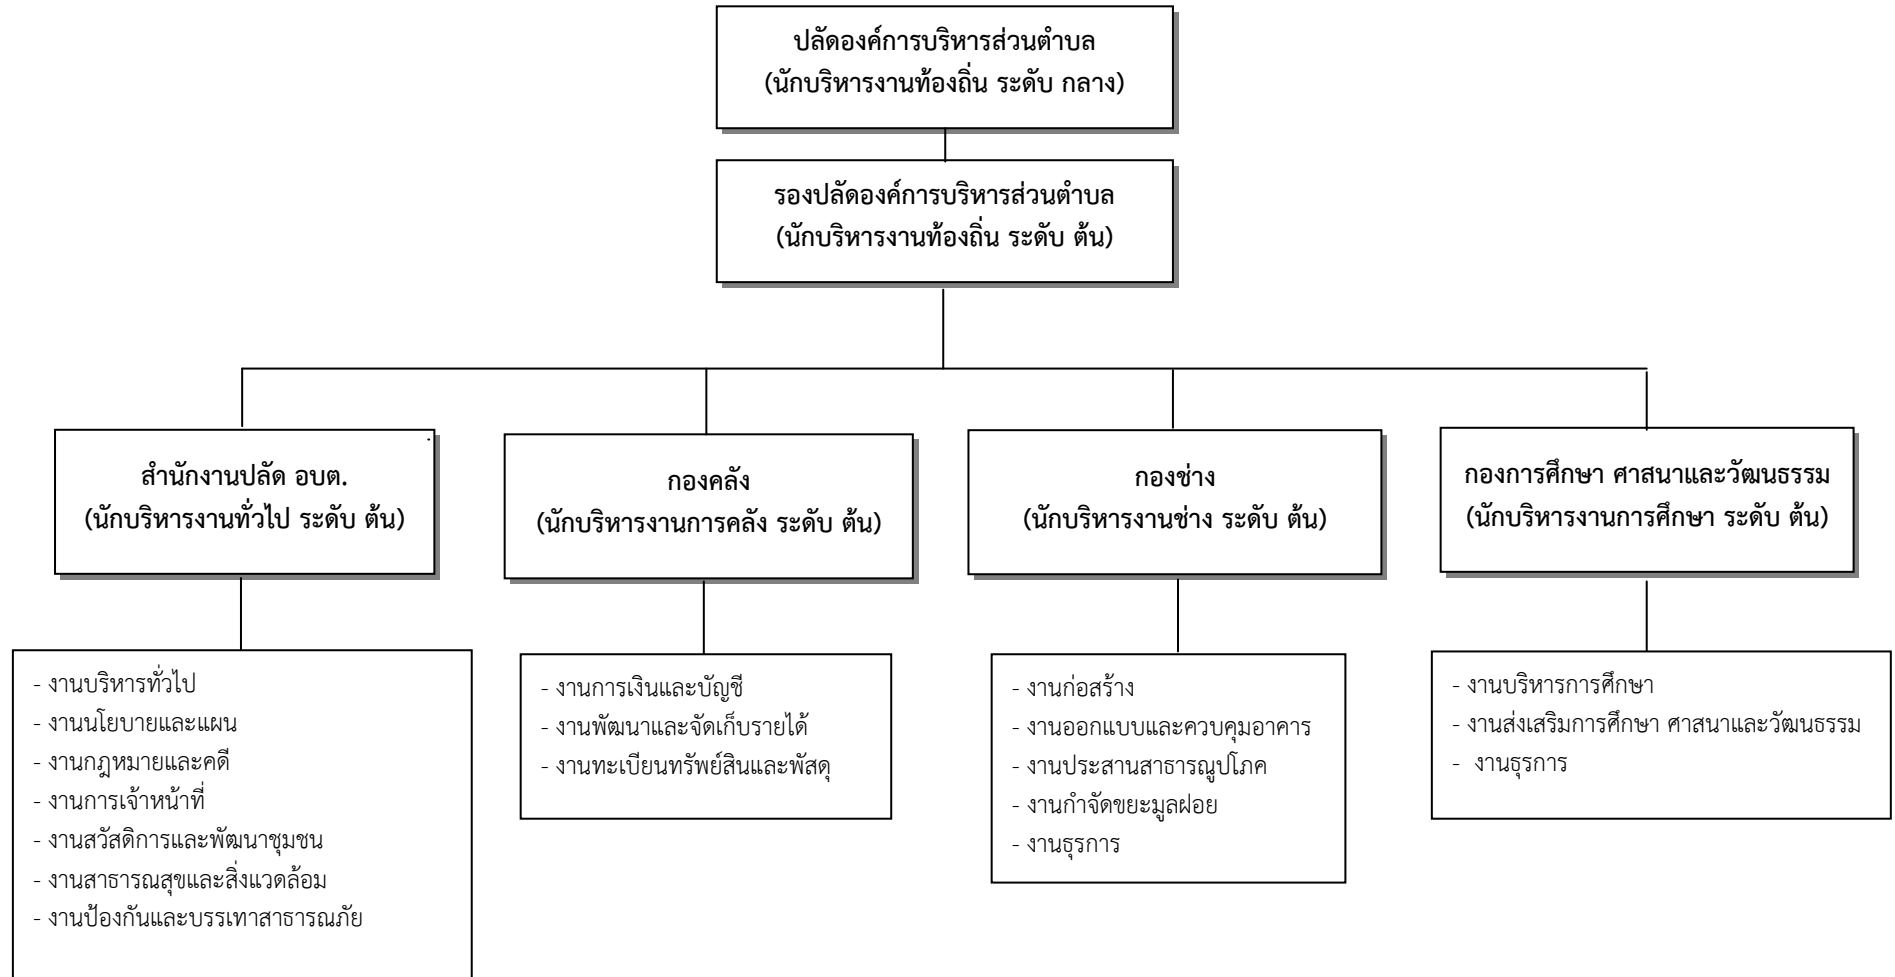 ปลัดองค์การบริหารส่วนตำบล
(นักบริหารงานท้องถิ่น ระดับ กลาง)
รองปลัดองค์การบริหารส่วนตำบล
(นักบริหารงานท้องถิ่น ระดับ ต้น)
สำนักงานปลัด อบต.
(นักบริหารงานทั่วไป ระดับ ต้น)
กองคลัง
(นักบริหารงานการคลัง ระดับ ต้น)
กองช่าง
(นักบริหารงานช่าง ระดับ ต้น)
กองการศึกษา ศาสนาและวัฒนธรรม
(นักบริหารงานการศึกษา ระดับ ต้น)
- งานบริหารทั่วไป
- งานนโยบายและแผน
- งานกฎหมายและคดี
- งานการเจ้าหน้าที่
- งานสวัสดิการและพัฒนาชุมชน
- งานสาธารณสุขและสิ่งแวดล้อม
- งานป้องกันและบรรเทาสาธารณภัย
- งานการเงินและบัญชี
- งานพัฒนาและจัดเก็บรายได้
- งานทะเบียนทรัพย์สินและพัสดุ
- งานก่อสร้าง
- งานออกแบบและควบคุมอาคาร
- งานประสานสาธารณูปโภค
- งานกำจัดขยะมูลฝอย
- งานธุรการ
- งานบริหารการศึกษา
- งานส่งเสริมการศึกษา ศาสนาและวัฒนธรรม
- งานธุรการ